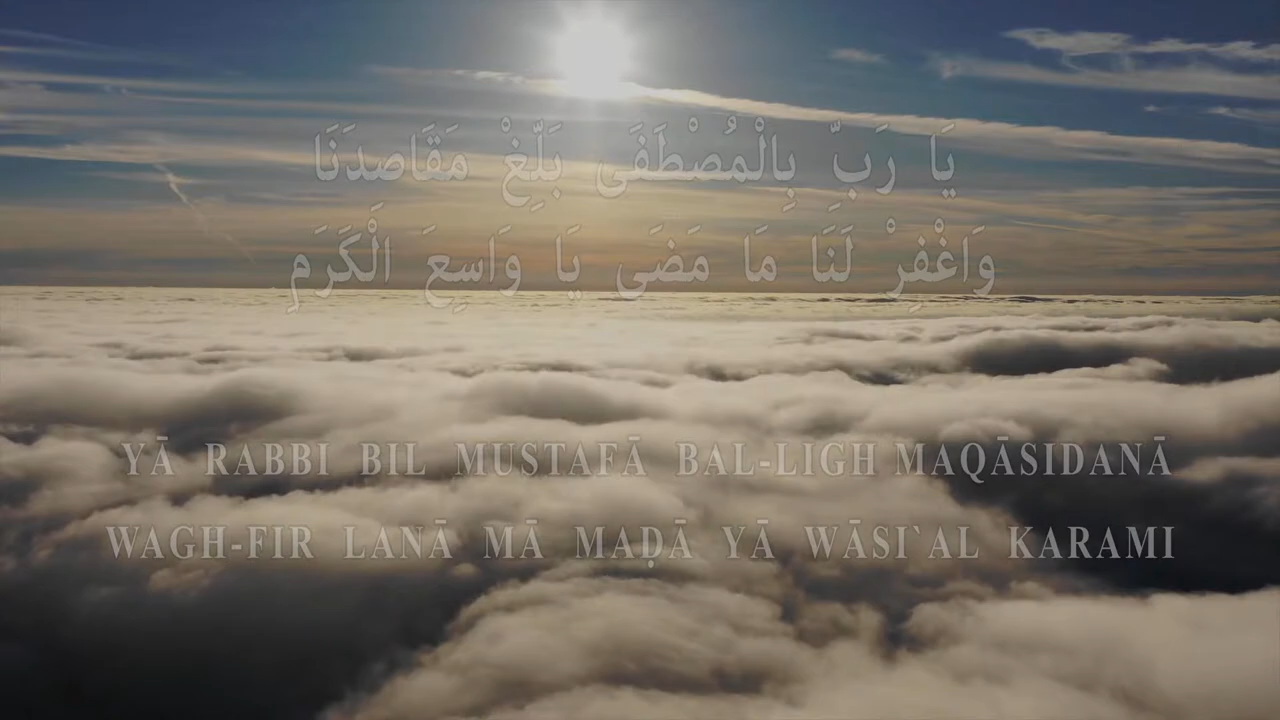 يَا رَبِّ بِالْمُصْطَفَى بَلِّغْ مَقَاصِدَنَا
وَاغْفِرْ لَنَا مَا مَضَى يَا وَاسِعَ الْكَرَمِ
YĀ RABBI BIL MUSTAFĀ BAL-LIGH MAQĀSIDANĀ
WAGH-FIR LANĀ MĀ MAḌĀ YĀ WĀSI`AL KARAMI